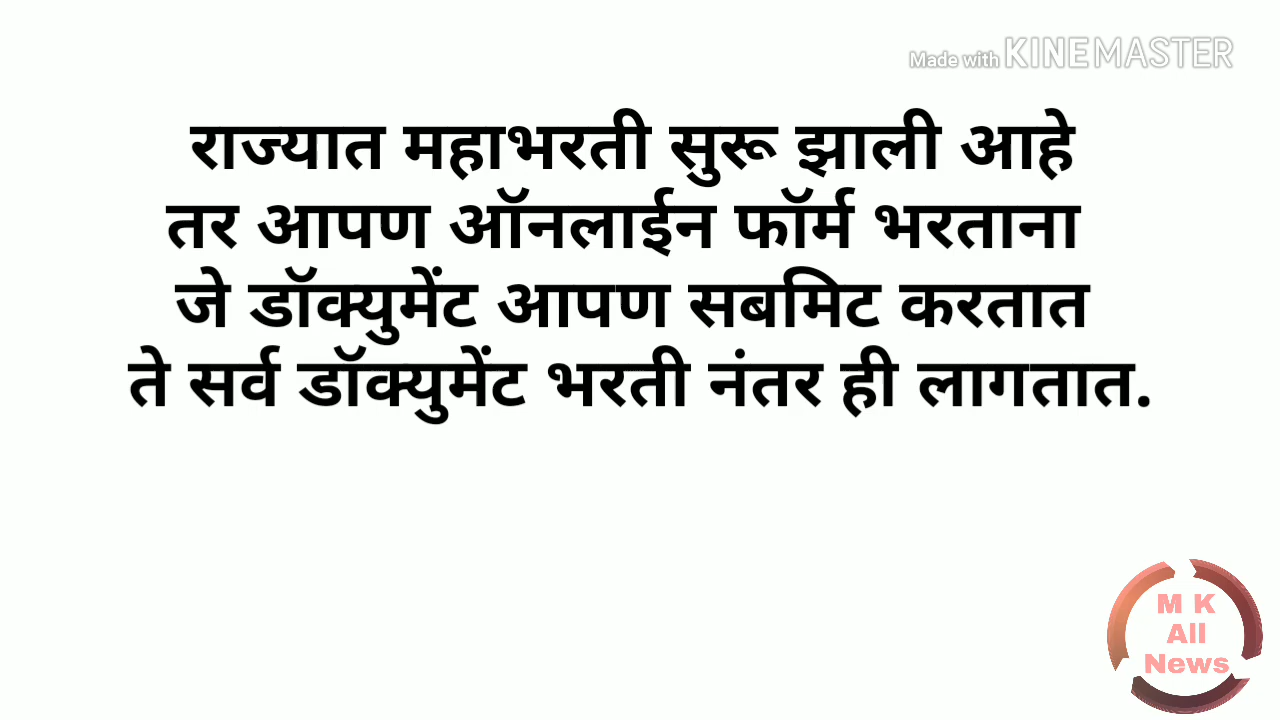 Made with KINEMASTER
राज्यात महाभरती सुरू झाली आहे
तर आपण ऑनलाईन फॉर्म भरताना
जे डॉक्युमेंट आपण सबमिट करतात
ते सर्व डॉक्युमेंट भरती नंतर ही लागतात.
M K
All
News